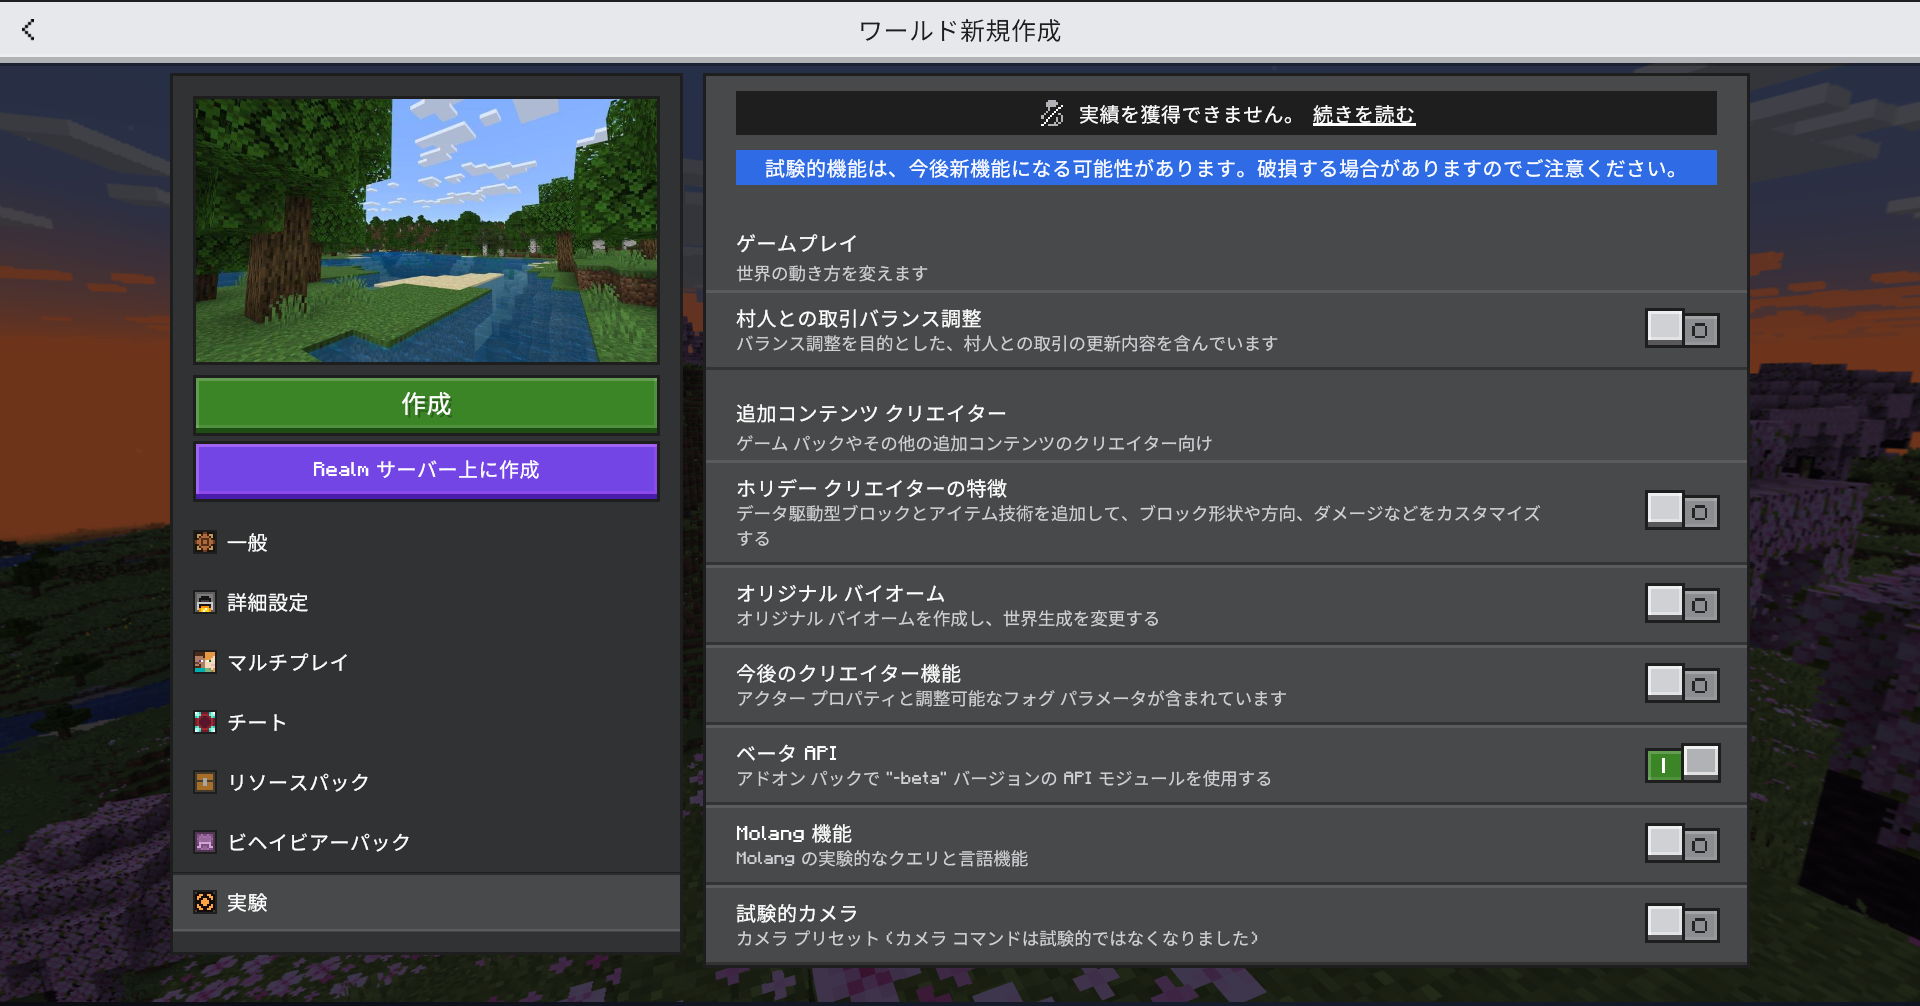 ワールド新規作成
作成
Realm サーバー上に作成
一般
詳細設定
マルチプレイ
チート
リソースパック
ビヘイビアーパック
実験
実績を獲得できません。 続きを読む
試験的機能は、今後新機能になる可能性があります。破損する場合がありますのでご注意ください。
ゲームプレイ
世界の動き方を変えます
村人との取引バランス調整
バランス調整を目的とした、村人との取引の更新内容を含んでいます
追加コンテンツ クリエイター
ゲーム パックやその他の追加コンテンツのクリエイター向け
ホリデー クリエイターの特徴
データ駆動型ブロックとアイテム技術を追加して、ブロック形状や方向、ダメージなどをカスタマイズ
する
オリジナル バイオーム
オリジナル バイオームを作成し、世界生成を変更する
今後のクリエイター機能
アクター プロパティと調整可能なフォグ パラメータが含まれています
ベータ API
アドオン パックで "-beta" バージョンの API モジュールを使用する
Molang 機能
Molang の実験的なクエリと言語機能
試験的カメラ
カメラ プリセット (カメラ コマンドは試験的ではなくなりました)